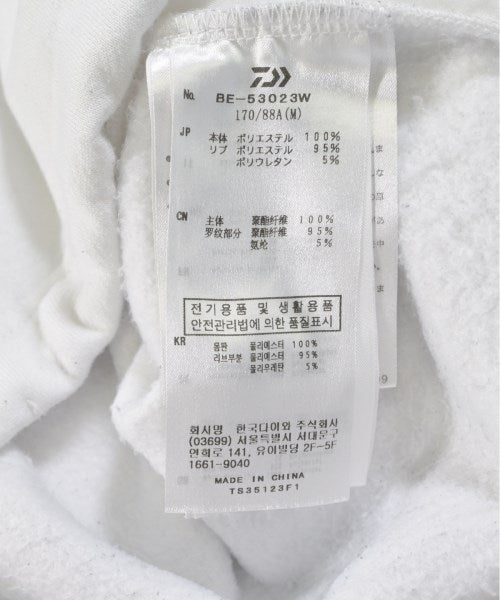 No. BE-53023W
170/88A(M)
JP 本体 ポリエステル 100%
リブ ポリエステル 95%
ポリウレタン 5%
CN 主体 聚酯纤维 100%
罗纹部分 聚酯纤维 95%
氨纶 5%
전기용품 및 생활용품
안전관리법에 의한 품질표시
KR 몸판 폴리에스터 100%
리브부분 폴리에스터 95%
폴리우레탄 5%
회사명 한국다이와 주식회사
(03699) 서울특별시 서대문구
연희로 141, 유아빌딩 2F-5F
1661-9040
MADE IN CHINA
TS35123F1